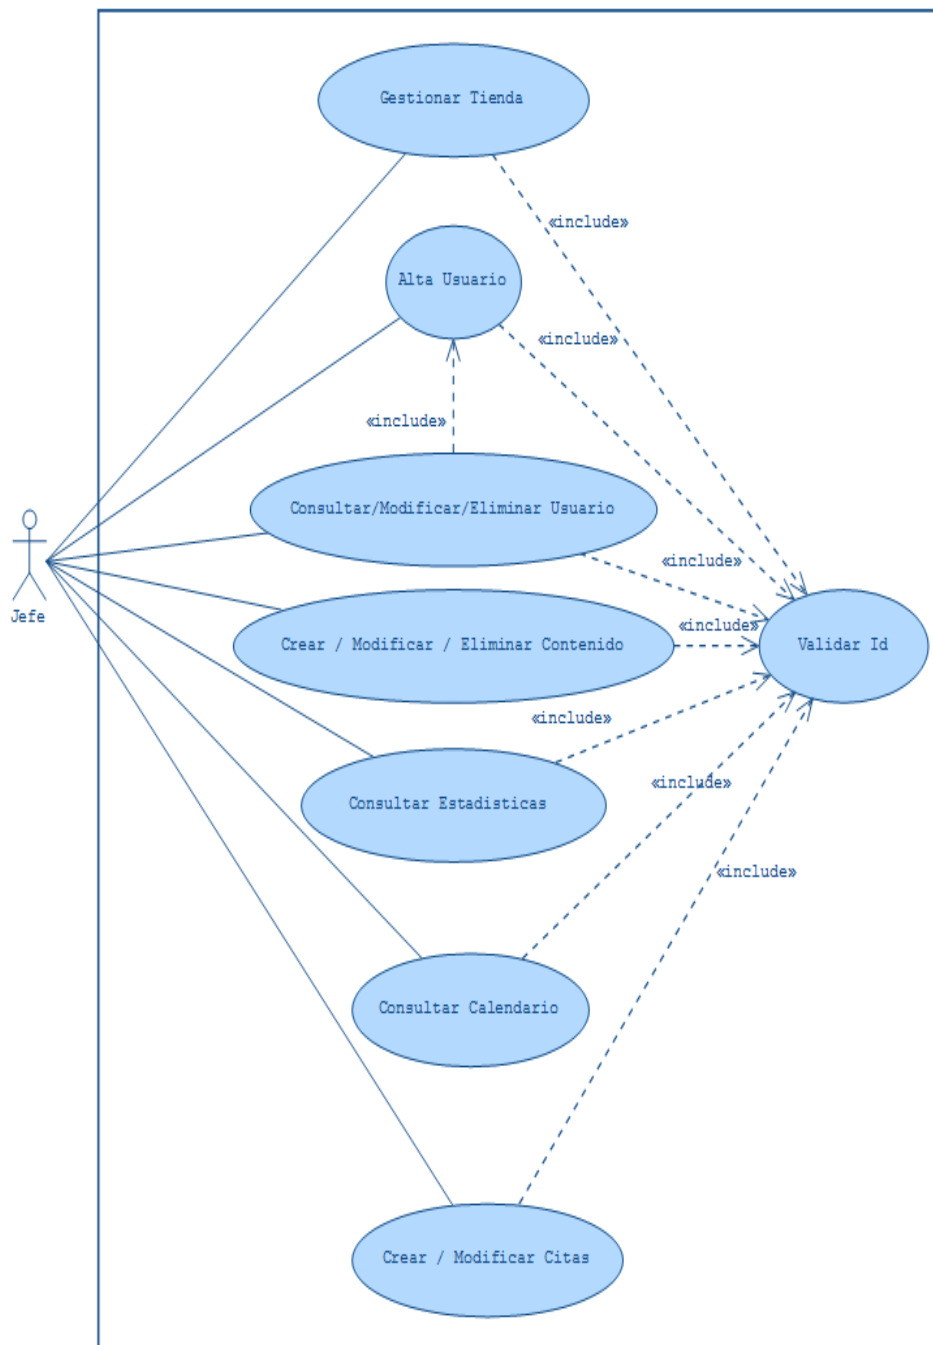 Gestionar Tienda
«include»
Alta Usuario
«include»
«include»
Consultar/Modificar/Eliminar Usuario
«include»
Jefe
«include»
Crear / Modificar / Eliminar Contenido
Validar Id
«include»
Consultar Estadisticas
«include»
«include»
Consultar Calendario
Crear / Modificar Citas